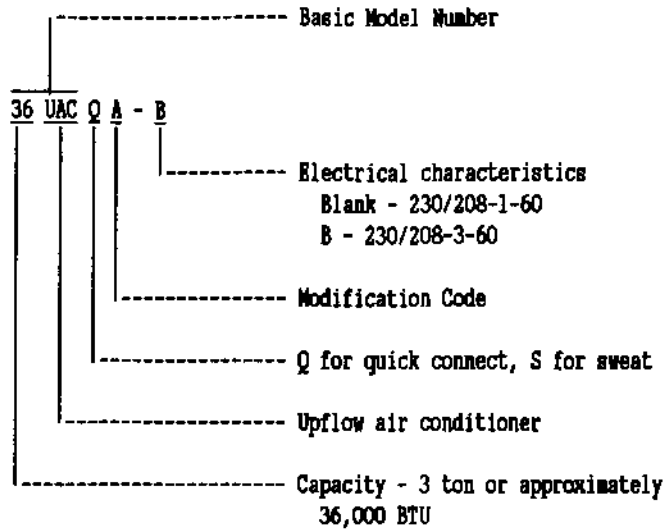 Basic Model Number
36 UAC Q A - B
Electrical characteristics
Blank - 230/208-1-60
B - 230/208-3-60
Modification Code
Q for quick connect, S for sweat
Upflow air conditioner
Capacity - 3 ton or approximately
36,000 BTU